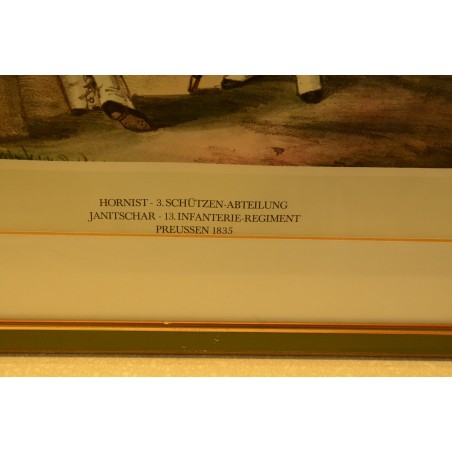 HORNIST - 3. SCHÜTZEN-ABTEILUNG
JANITSCHAR - 13. INFANTERIE-REGIMENT
PREUSSEN 1835